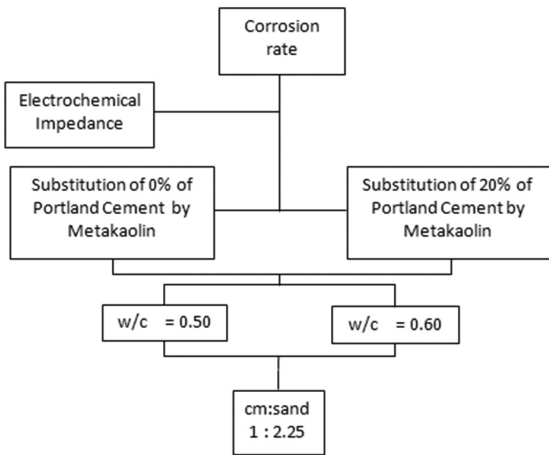 Corrosion
rate
Electrochemical
Impedance
Substitution of 0% of
Portland Cement by
Metakaolin
Substitution of 20% of
Portland Cement by
Metakaolin
w/c = 0.50
w/c = 0.60
cm:sand
1 : 2.25